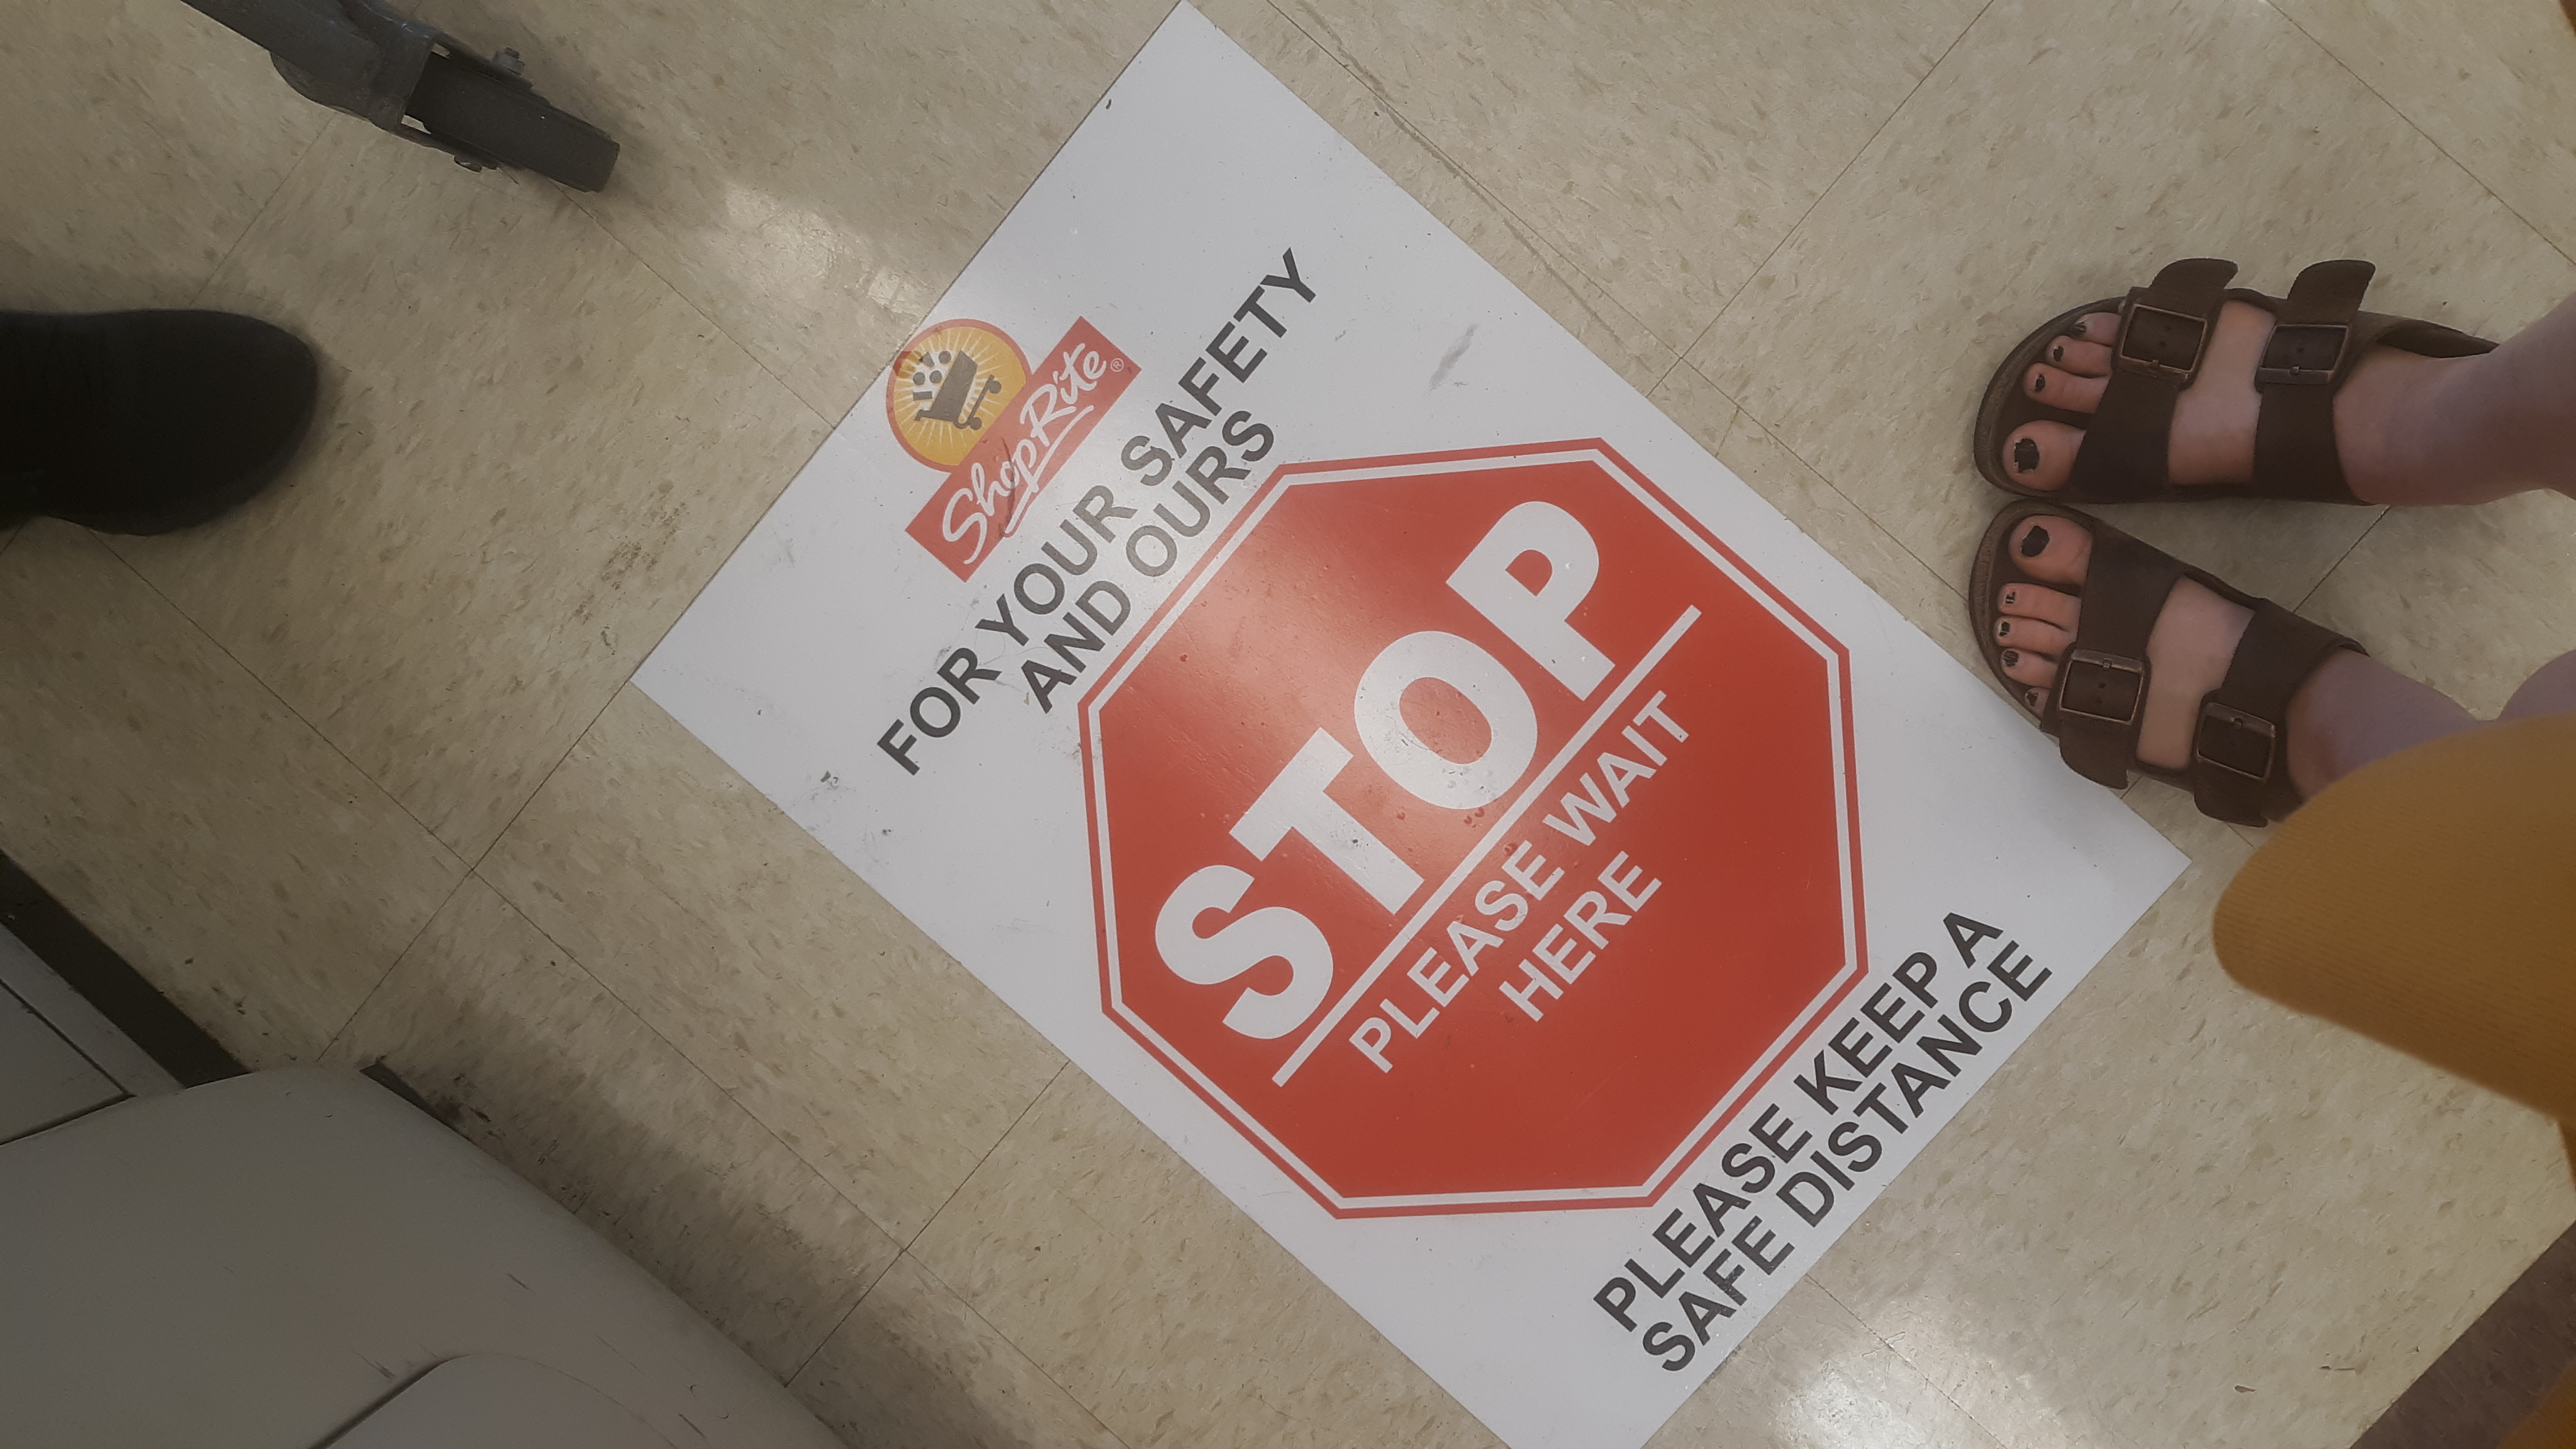 ShopRite®
FOR YOUR SAFETY
AND OURS
STOP
PLEASE WAIT
HERE
PLEASE KEEP A
SAFE DISTANCE